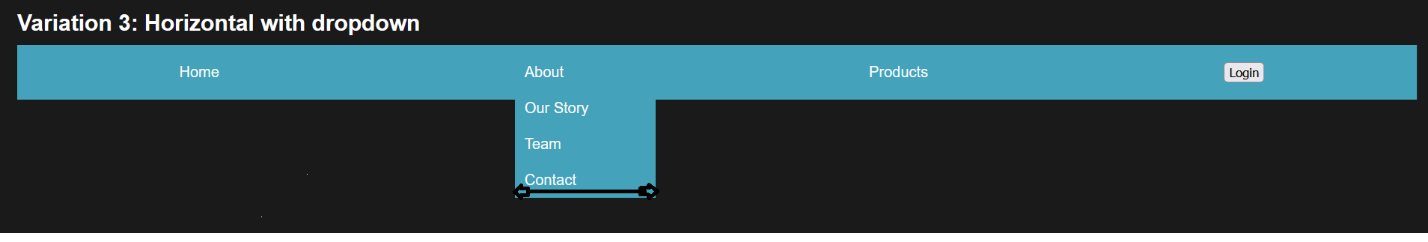 Variation 3: Horizontal with dropdown
Home About Products Login
Our Story
Team
Contact